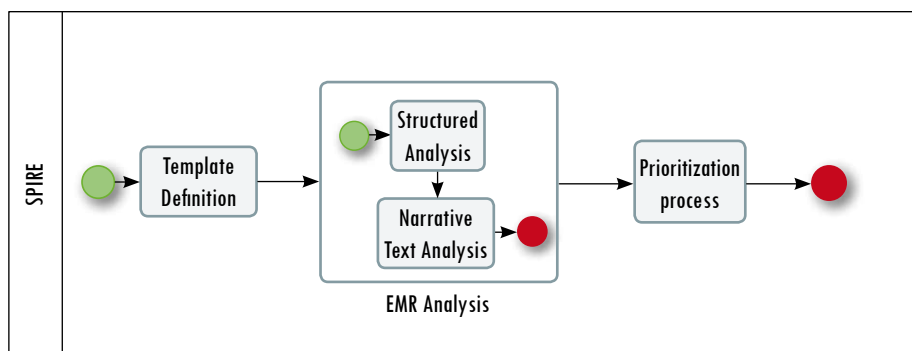 SPIRE
Template
Definition
Structured
Analysis
Narrative
Text Analysis
EMR Analysis
Prioritization
process